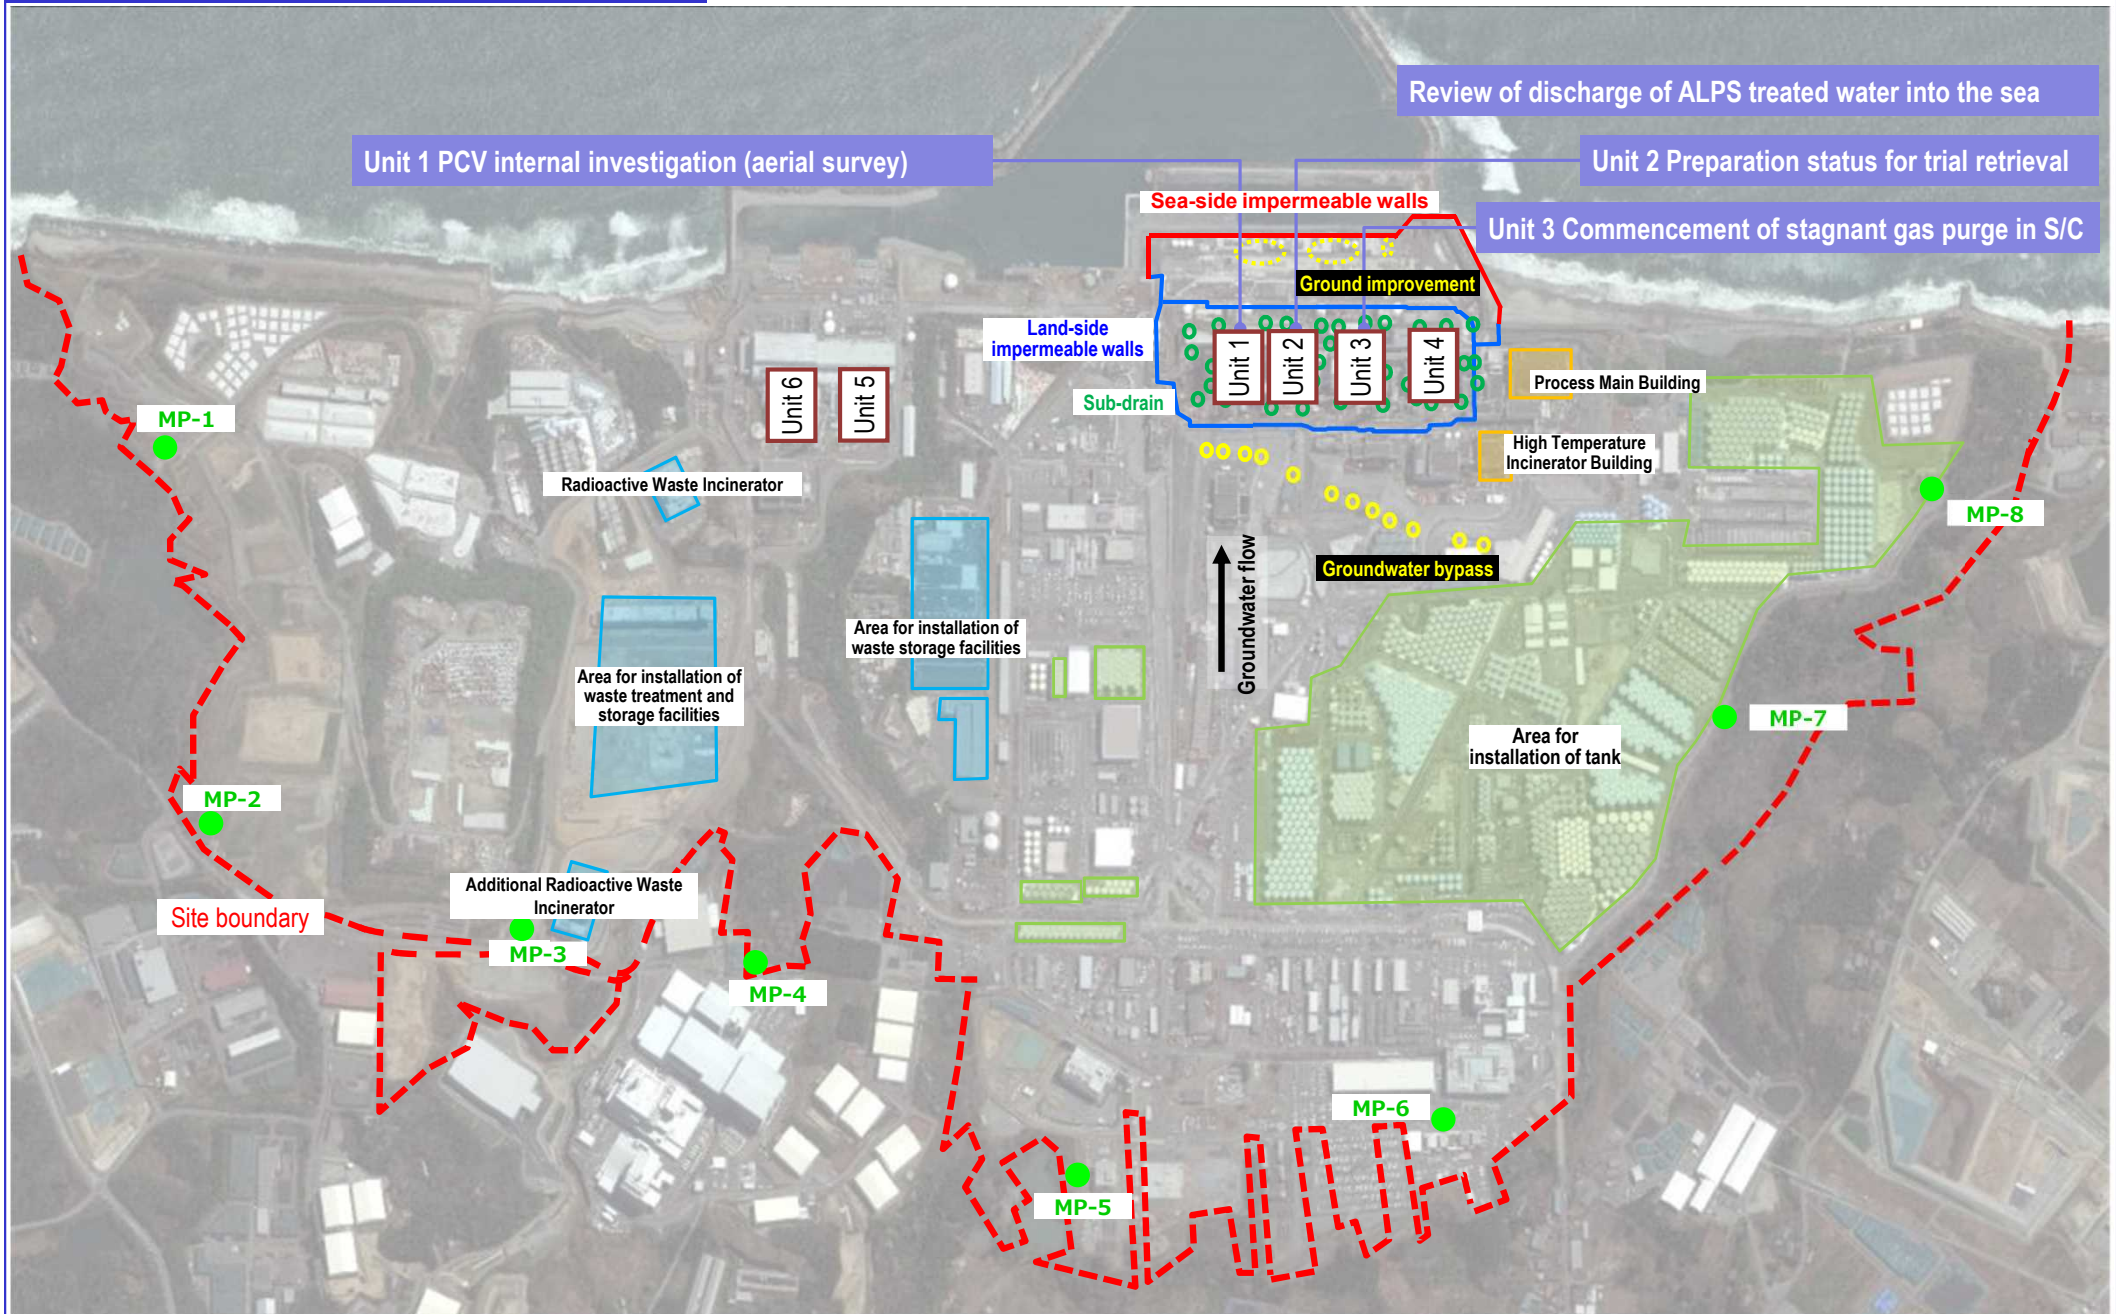 Review of discharge of ALPS treated water into the sea
Unit 1 PCV internal investigation (aerial survey)
Unit 2 Preparation status for trial retrieval
Sea-side impermeable walls
Unit 3 Commencement of stagnant gas purge in S/C
Ground improvement
Land-side
impermeable walls
Unit 1
Unit 2
Unit 3
Unit 4
Unit 6
Unit 5
Process Main Building
Sub-drain
MP-1
High Temperature
Incinerator Building
Radioactive Waste Incinerator
MP-8
Groundwater bypass
Groundwater flow
Area for installation of
waste storage facilities
Area for installation of
waste treatment and
storage facilities
MP-7
Area for
installation of tank
MP-2
Additional Radioactive Waste
Incinerator
Site boundary
MP-3
MP-4
MP-6
MP-5